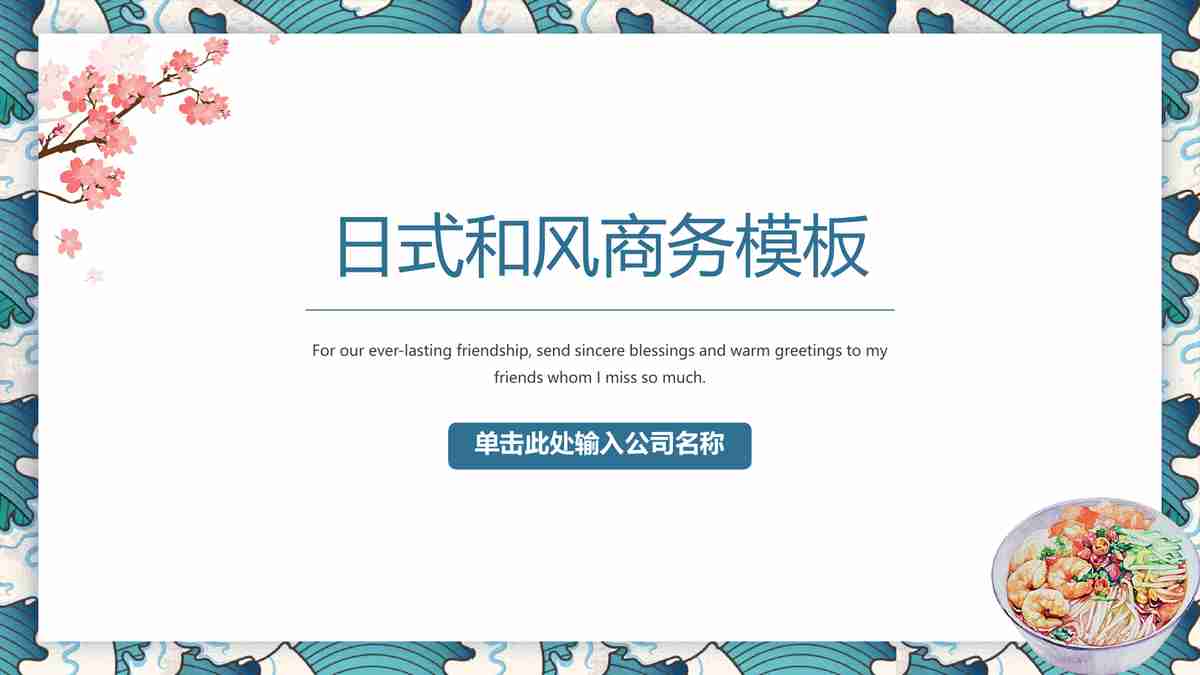 日式和风商务模板
For our ever-lasting friendship, send sincere blessings and warm greetings to my
friends whom I miss so much.
单击此处输入公司名称